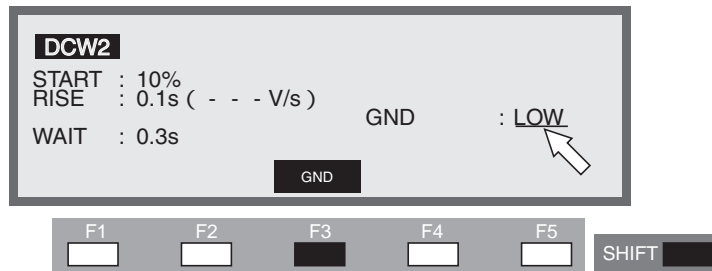 DCW2
START : 10%
RISE : 0.1s ( - - - V/s )
GND : LOW
WAIT : 0.3s
GND
F1 F2 F3 F4 F5
SHIFT